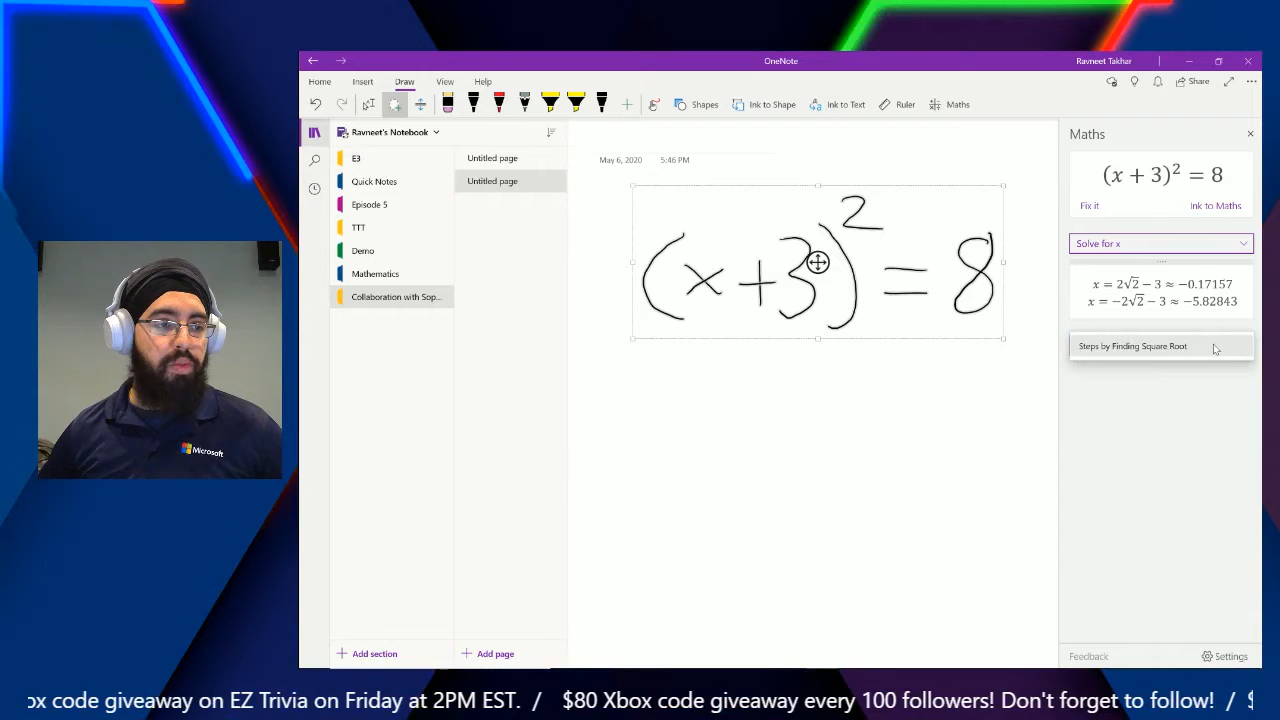 OneNote
Ravneet Takhar
Home Insert Draw View Help
Share
Shapes Ink to Shape Ink to Text Ruler Maths
Ravneet's Notebook
E3
Quick Notes
Episode 5
TTT
Demo
Mathematics
Collaboration with Sop...
Untitled page
Untitled page
May 6, 2020 5:46 PM
(x+3)² = 8
Maths
(x + 3)² = 8
Fix it Ink to Maths
Solve for x
x = 2√2 − 3 ≈ −0.17157
x = −2√2 − 3 ≈ −5.82843
Steps by Finding Square Root
Microsoft
Add section
Add page
Feedback
Settings
ox code giveaway on EZ Trivia on Friday at 2PM EST. / $80 Xbox code giveaway every 100 followers! Don't forget to follow! / $